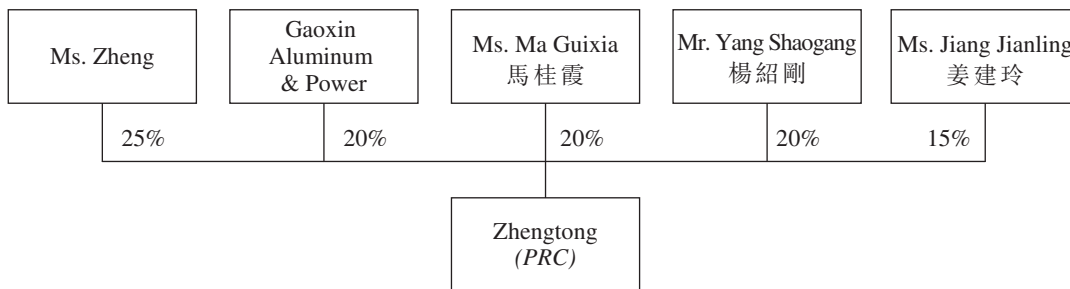 Ms. Zheng
Gaoxin
Aluminum
& Power
Ms. Ma Guixia
馬桂霞
Mr. Yang Shaogang
楊紹剛
Ms. Jiang Jianling
姜建玲
25%
20%
20%
20%
15%
Zhengtong
(PRC)